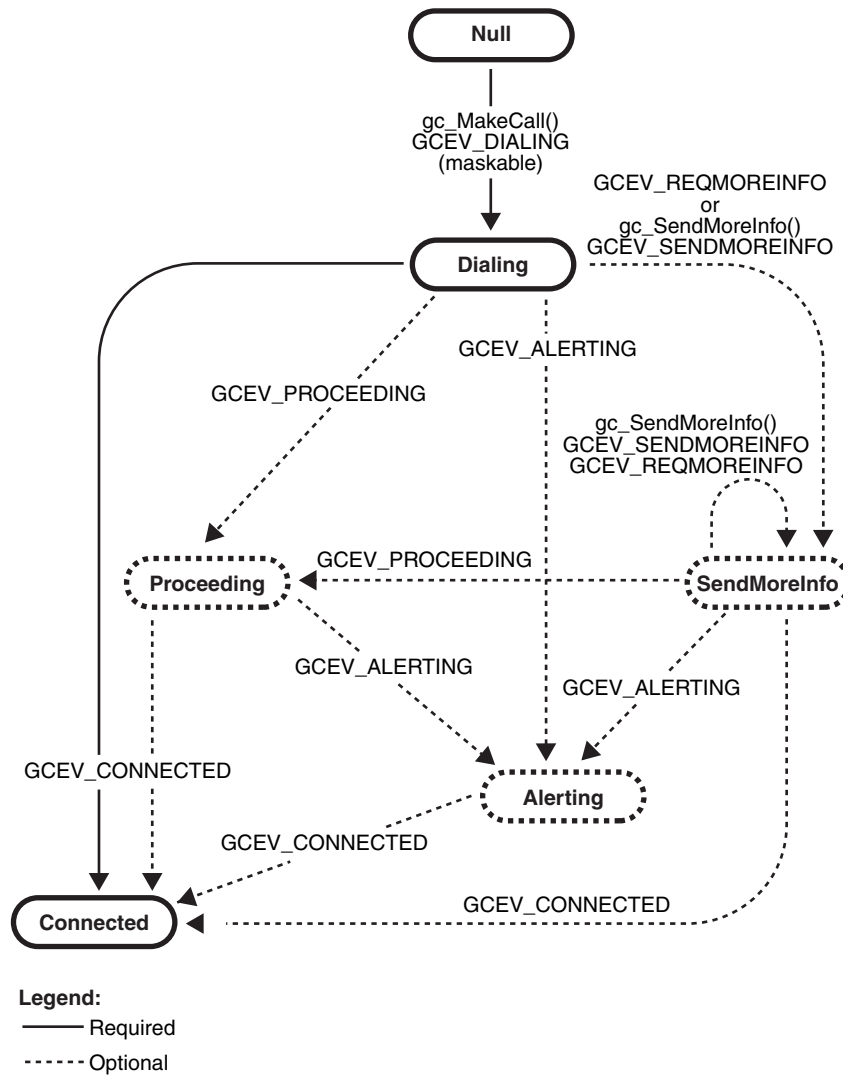 Null
gc_MakeCall()
GCEV_DIALING
(maskable)
GCEV_REQMOREINFO
or
gc_SendMoreInfo()
GCEV_SENDMOREINFO
Dialing
GCEV_ALERTING
GCEV_PROCEEDING
gc_SendMoreInfo()
GCEV_SENDMOREINFO
GCEV_REQMOREINFO
GCEV_PROCEEDING
Proceeding
SendMoreInfo
GCEV_ALERTING
GCEV_ALERTING
GCEV_CONNECTED
Alerting
GCEV_CONNECTED
GCEV_CONNECTED
Connected
Legend:
Required
Optional